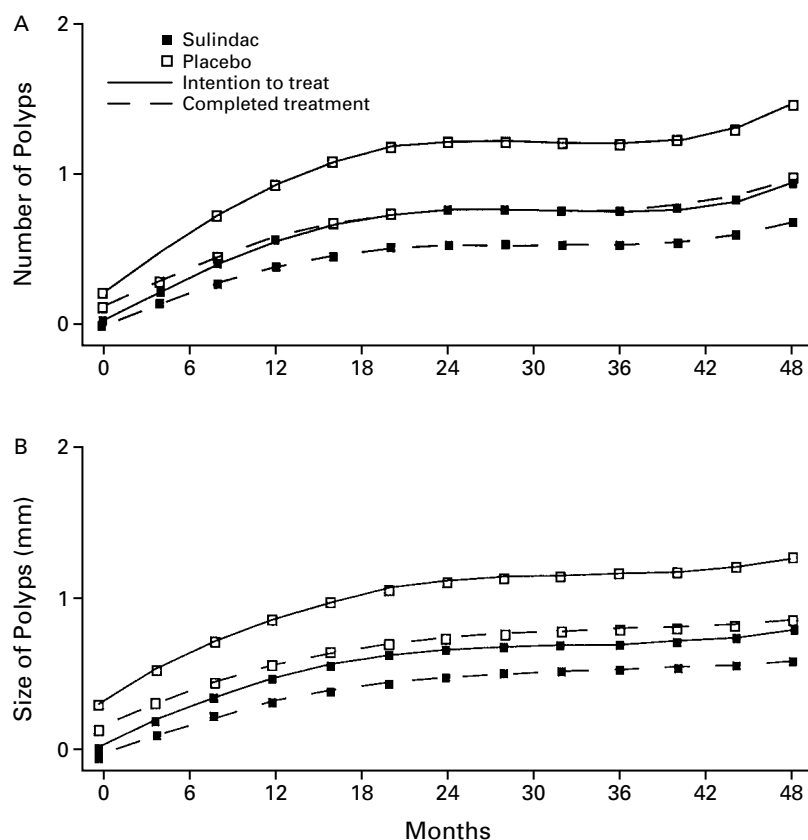 A
2
Sulindac
Placebo
Intention to treat
Completed treatment
Number of Polyps
1
0
0 6 12 18 24 30 36 42 48
B
2
Size of Polyps (mm)
1
0
0 6 12 18 24 30 36 42 48
Months